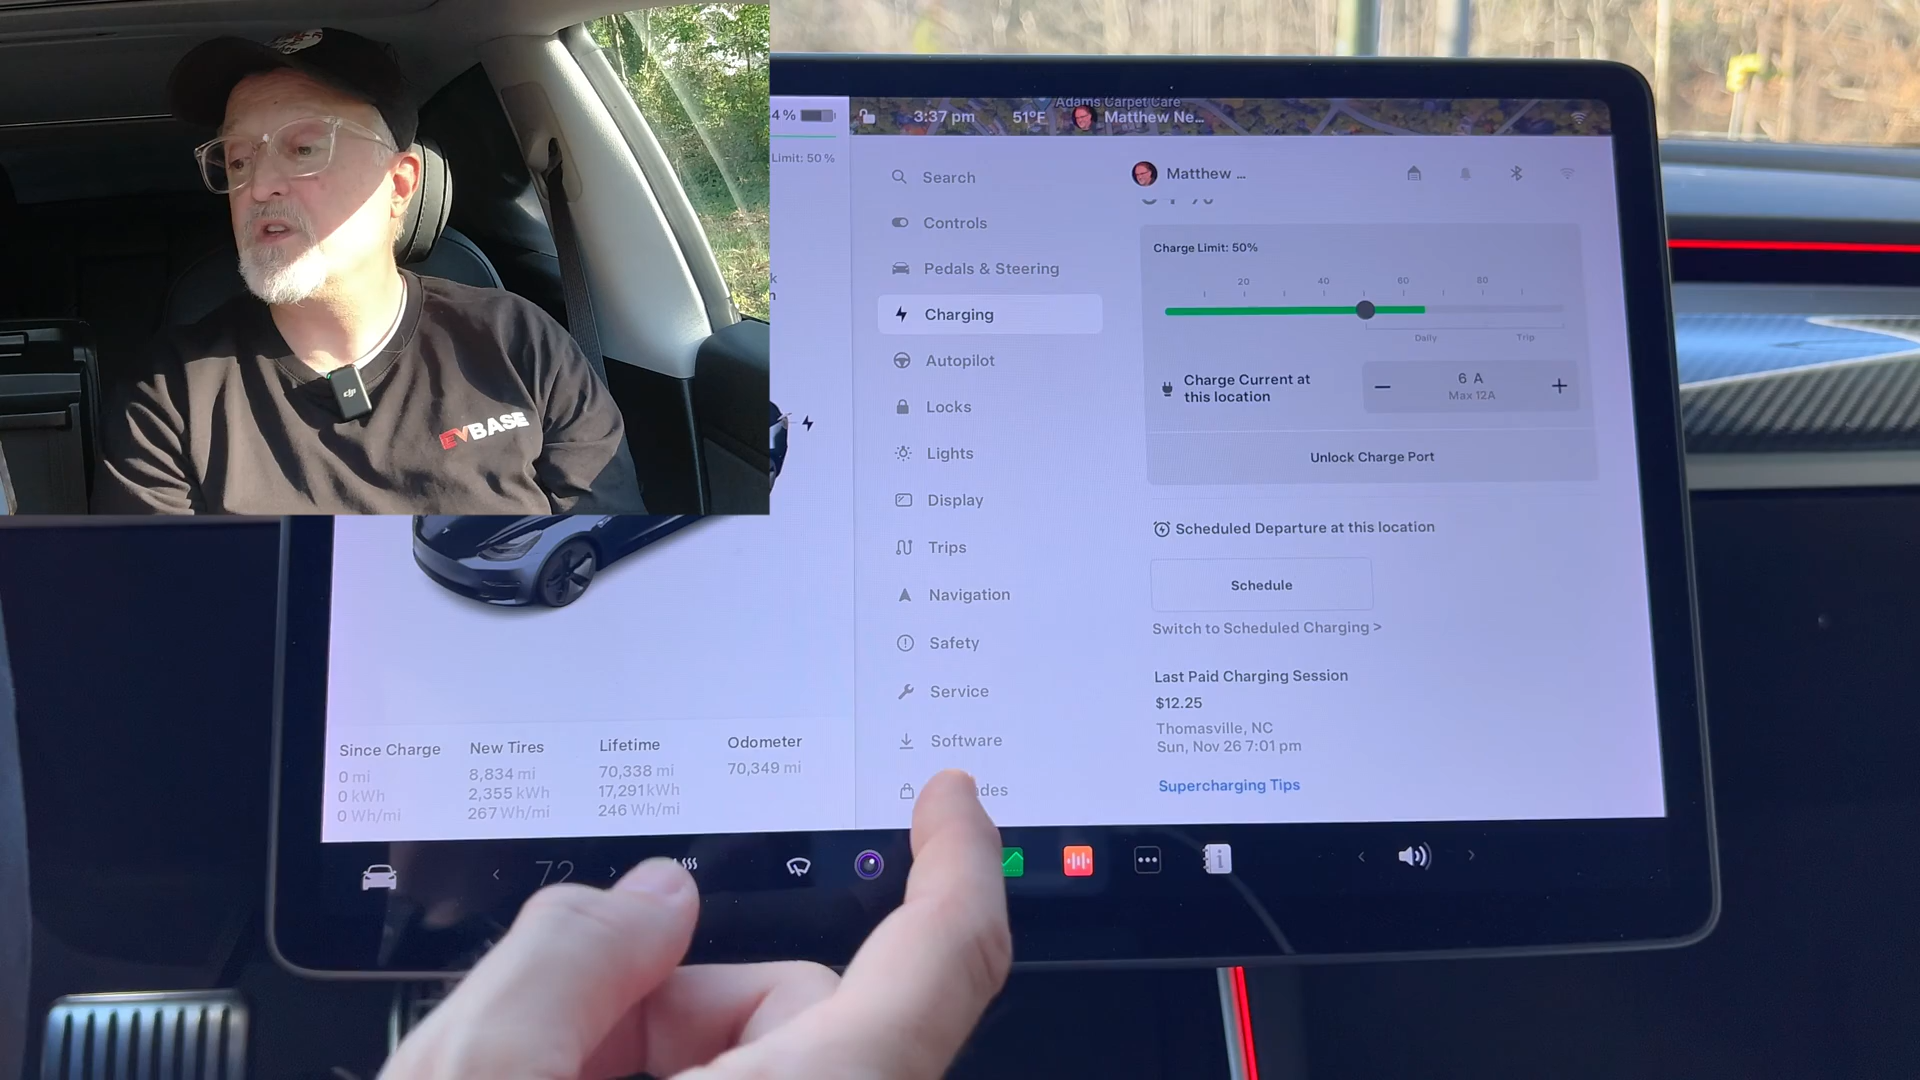 EVBASE
dji
4%
Limit: 50%
k
n
Adams Carpet Care
3:37 pm
51°F
Matthew Ne...
Search
Controls
Pedals & Steering
Charging
Autopilot
Locks
Lights
Display
Trips
Navigation
Safety
Service
Software
ades
Matthew ...
Charge Limit: 50%
20 40 60 80
Daily Trip
Charge Current at
this location
6 A
Max 12A
Unlock Charge Port
Scheduled Departure at this location
Schedule
Switch to Scheduled Charging >
Last Paid Charging Session
$12.25
Thomasville, NC
Sun, Nov 26 7:01 pm
Supercharging Tips
Since Charge
0 mi
0 kWh
0 Wh/mi
New Tires
8,834 mi
2,355 kWh
267 Wh/mi
Lifetime
70,338 mi
17,291 kWh
246 Wh/mi
Odometer
70,349 mi
72